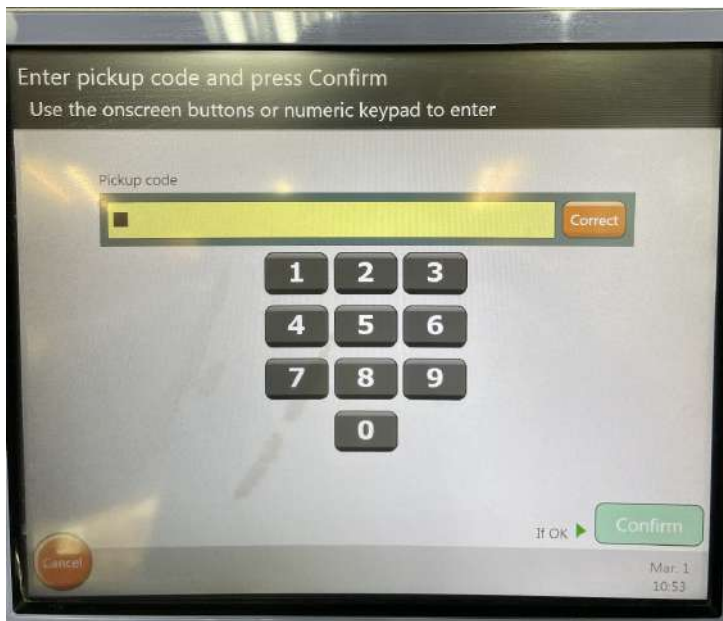 Enter pickup code and press Confirm
Use the onscreen buttons or numeric keypad to enter
Pickup code
Correct
1 2 3
4 5 6
7 8 9
0
If OK Confirm
Cancel
Mar. 1
10:53